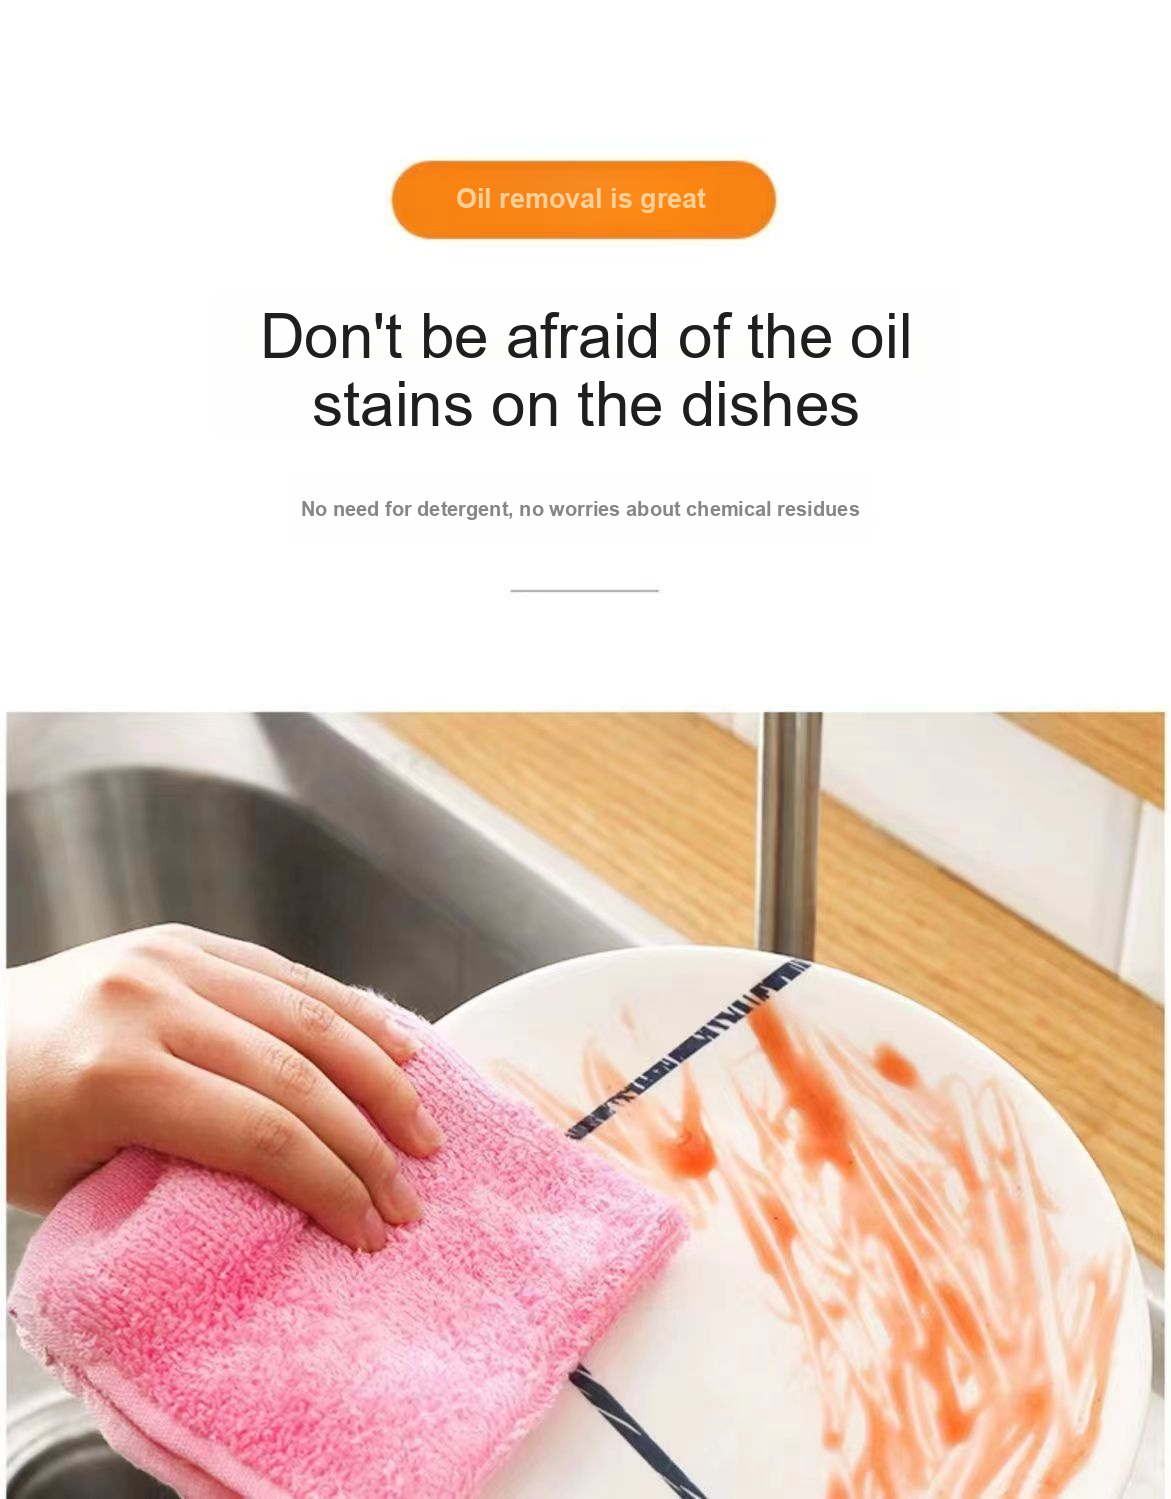 Oil removal is great
Don't be afraid of the oil
stains on the dishes
No need for detergent, no worries about chemical residues